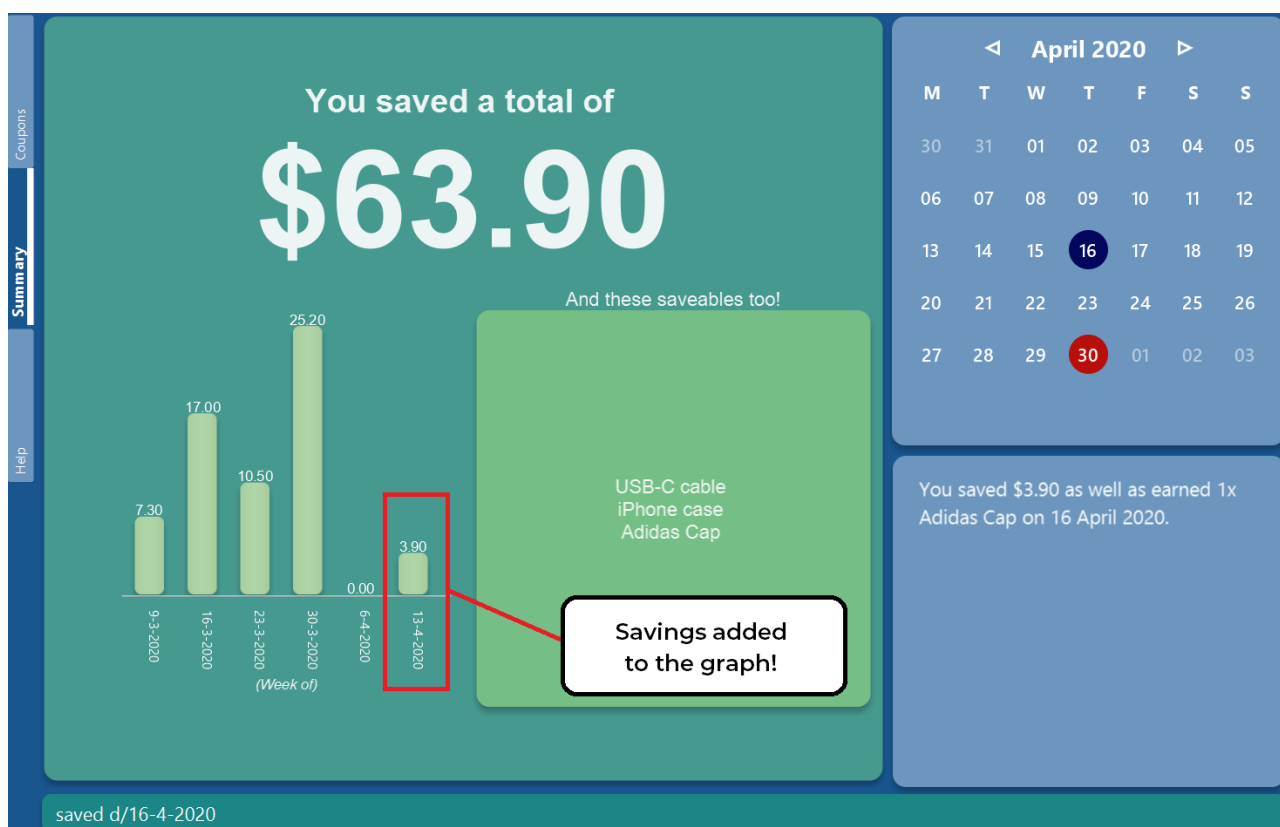 Coupons
Summary
Help
You saved a total of
$63.90
And these saveables too!
25.20
17.00
10.50
7.30
3.90
0.00
9-3-2020
16-3-2020
23-3-2020
30-3-2020
6-4-2020
13-4-2020
(Week of)
USB-C cable
iPhone case
Adidas Cap
Savings added
to the graph!
April 2020
M T W T F S S
30 31 01 02 03 04 05
06 07 08 09 10 11 12
13 14 15 16 17 18 19
20 21 22 23 24 25 26
27 28 29 30 01 02 03
You saved $3.90 as well as earned 1x
Adidas Cap on 16 April 2020.
saved d/16-4-2020